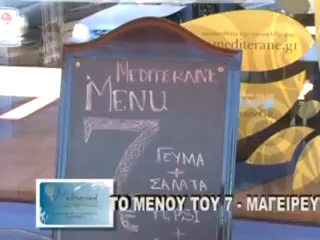 mediterane.gr
MEDITERANE
MENU
7
ΓΕΥΜΑ
+
ΣΑΛΑΤΑ
+
PEPSI
€
ΤΟ ΜΕΝΟΥ ΤΟΥ 7 - ΜΑΓΕΙΡΕΥ